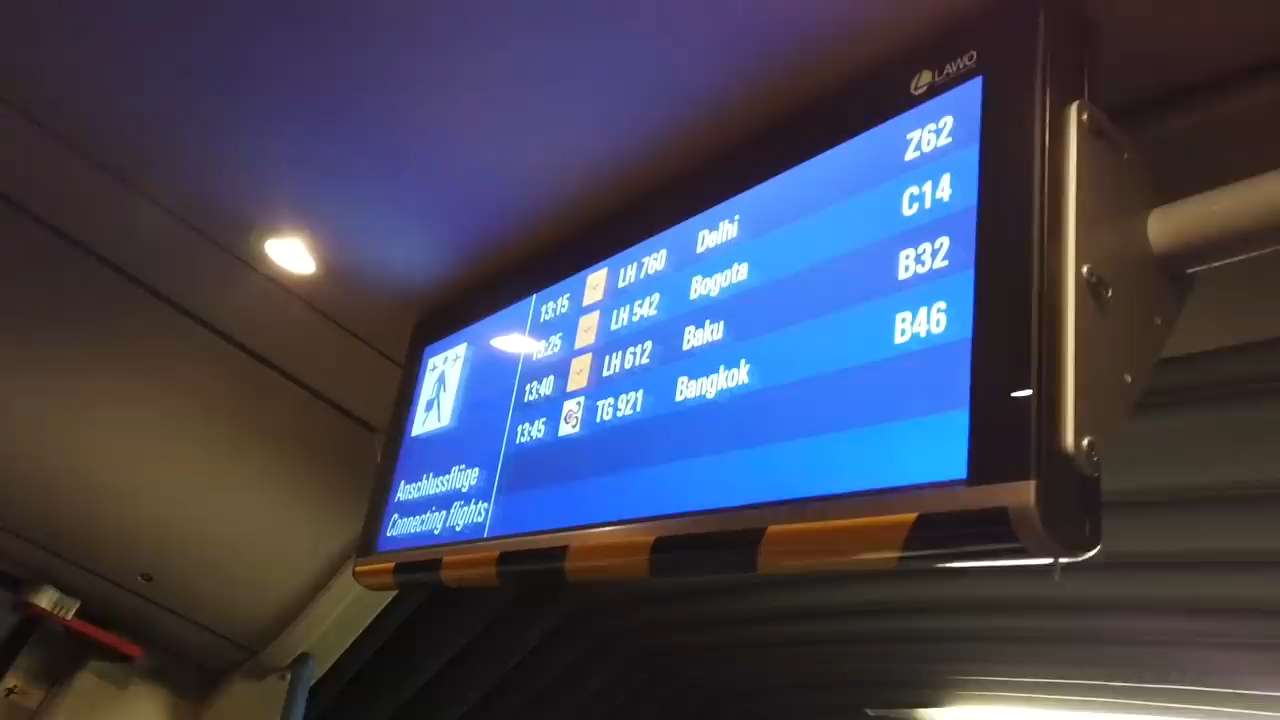 LAWO
13:15 LH 760 Delhi Z62
13:25 LH 542 Bogota C14
13:40 LH 612 Baku B32
13:45 TG 921 Bangkok B46
Anschlussflüge
Connecting flights